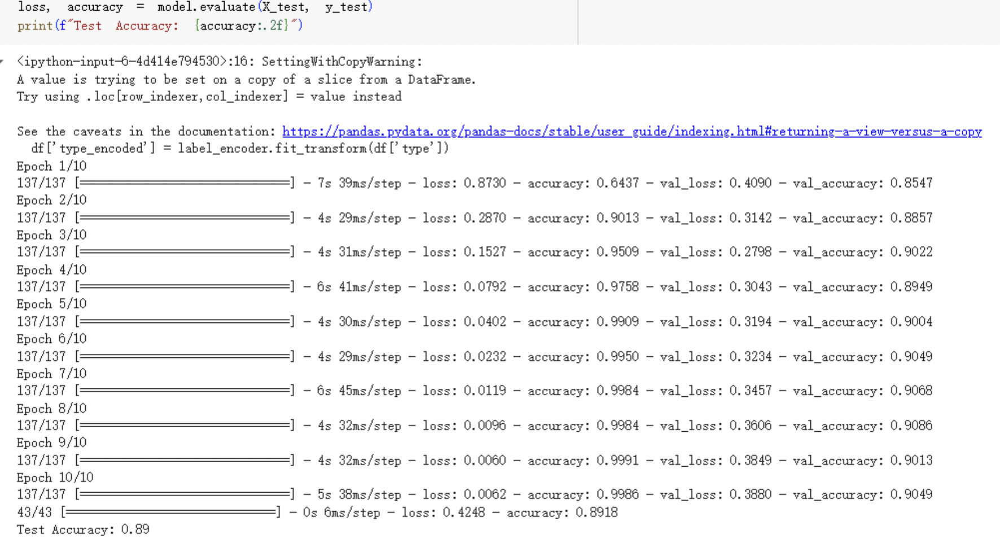 loss, accuracy = model.evaluate(X_test, y_test)
print(f"Test Accuracy: {accuracy:.2f}")
<ipython-input-6-4d414e794530>:16: SettingWithCopyWarning:
A value is trying to be set on a copy of a slice from a DataFrame.
Try using .loc[row_indexer,col_indexer] = value instead
See the caveats in the documentation: https://pandas.pydata.org/pandas-docs/stable/user_guide/indexing.html#returning-a-view-versus-a-copy
df['type_encoded'] = label_encoder.fit_transform(df['type'])
Epoch 1/10
137/137 [==============================] - 7s 39ms/step - loss: 0.8730 - accuracy: 0.6437 - val_loss: 0.4090 - val_accuracy: 0.8547
Epoch 2/10
137/137 [==============================] - 4s 29ms/step - loss: 0.2870 - accuracy: 0.9013 - val_loss: 0.3142 - val_accuracy: 0.8857
Epoch 3/10
137/137 [==============================] - 4s 31ms/step - loss: 0.1527 - accuracy: 0.9509 - val_loss: 0.2798 - val_accuracy: 0.9022
Epoch 4/10
137/137 [==============================] - 6s 41ms/step - loss: 0.0792 - accuracy: 0.9758 - val_loss: 0.3043 - val_accuracy: 0.8949
Epoch 5/10
137/137 [==============================] - 4s 30ms/step - loss: 0.0402 - accuracy: 0.9909 - val_loss: 0.3194 - val_accuracy: 0.9004
Epoch 6/10
137/137 [==============================] - 4s 29ms/step - loss: 0.0232 - accuracy: 0.9950 - val_loss: 0.3234 - val_accuracy: 0.9049
Epoch 7/10
137/137 [==============================] - 6s 45ms/step - loss: 0.0119 - accuracy: 0.9984 - val_loss: 0.3457 - val_accuracy: 0.9068
Epoch 8/10
137/137 [==============================] - 4s 32ms/step - loss: 0.0096 - accuracy: 0.9984 - val_loss: 0.3606 - val_accuracy: 0.9086
Epoch 9/10
137/137 [==============================] - 4s 32ms/step - loss: 0.0060 - accuracy: 0.9991 - val_loss: 0.3849 - val_accuracy: 0.9013
Epoch 10/10
137/137 [==============================] - 5s 38ms/step - loss: 0.0062 - accuracy: 0.9986 - val_loss: 0.3880 - val_accuracy: 0.9049
43/43 [==============================] - 0s 6ms/step - loss: 0.4248 - accuracy: 0.8918
Test Accuracy: 0.89